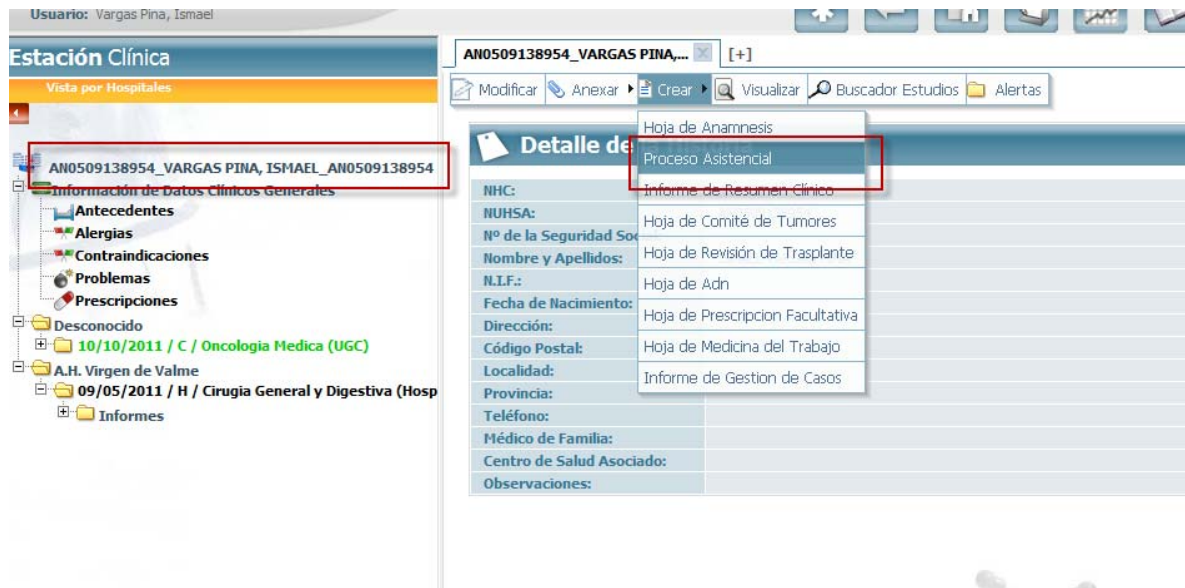 Usuario: Vargas Pina, Ismael
Estación Clínica
Vista por Hospitales
AN0509138954_VARGAS PINA, ISMAEL_AN0509138954
Información de Datos Clínicos Generales
Antecedentes
Alergias
Contraindicaciones
Problemas
Prescripciones
Desconocido
10/10/2011 / C / Oncologia Medica (UGC)
A.H. Virgen de Valme
09/05/2011 / H / Cirugia General y Digestiva (Hosp
Informes
AN0509138954_VARGAS PINA,... [+]
Modificar Anexar Crear Visualizar Buscador Estudios Alertas
Hoja de Anamnesis
Proceso Asistencial
Informe de Resumen Clínico
Hoja de Comité de Tumores
Hoja de Revisión de Trasplante
Hoja de Adn
Hoja de Prescripcion Facultativa
Hoja de Medicina del Trabajo
Informe de Gestion de Casos
Detalle de
NHC:
NUHSA:
Nº de la Seguridad Soc
Nombre y Apellidos:
N.I.F.:
Fecha de Nacimiento:
Dirección:
Código Postal:
Localidad:
Provincia:
Teléfono:
Médico de Familia:
Centro de Salud Asociado:
Observaciones: